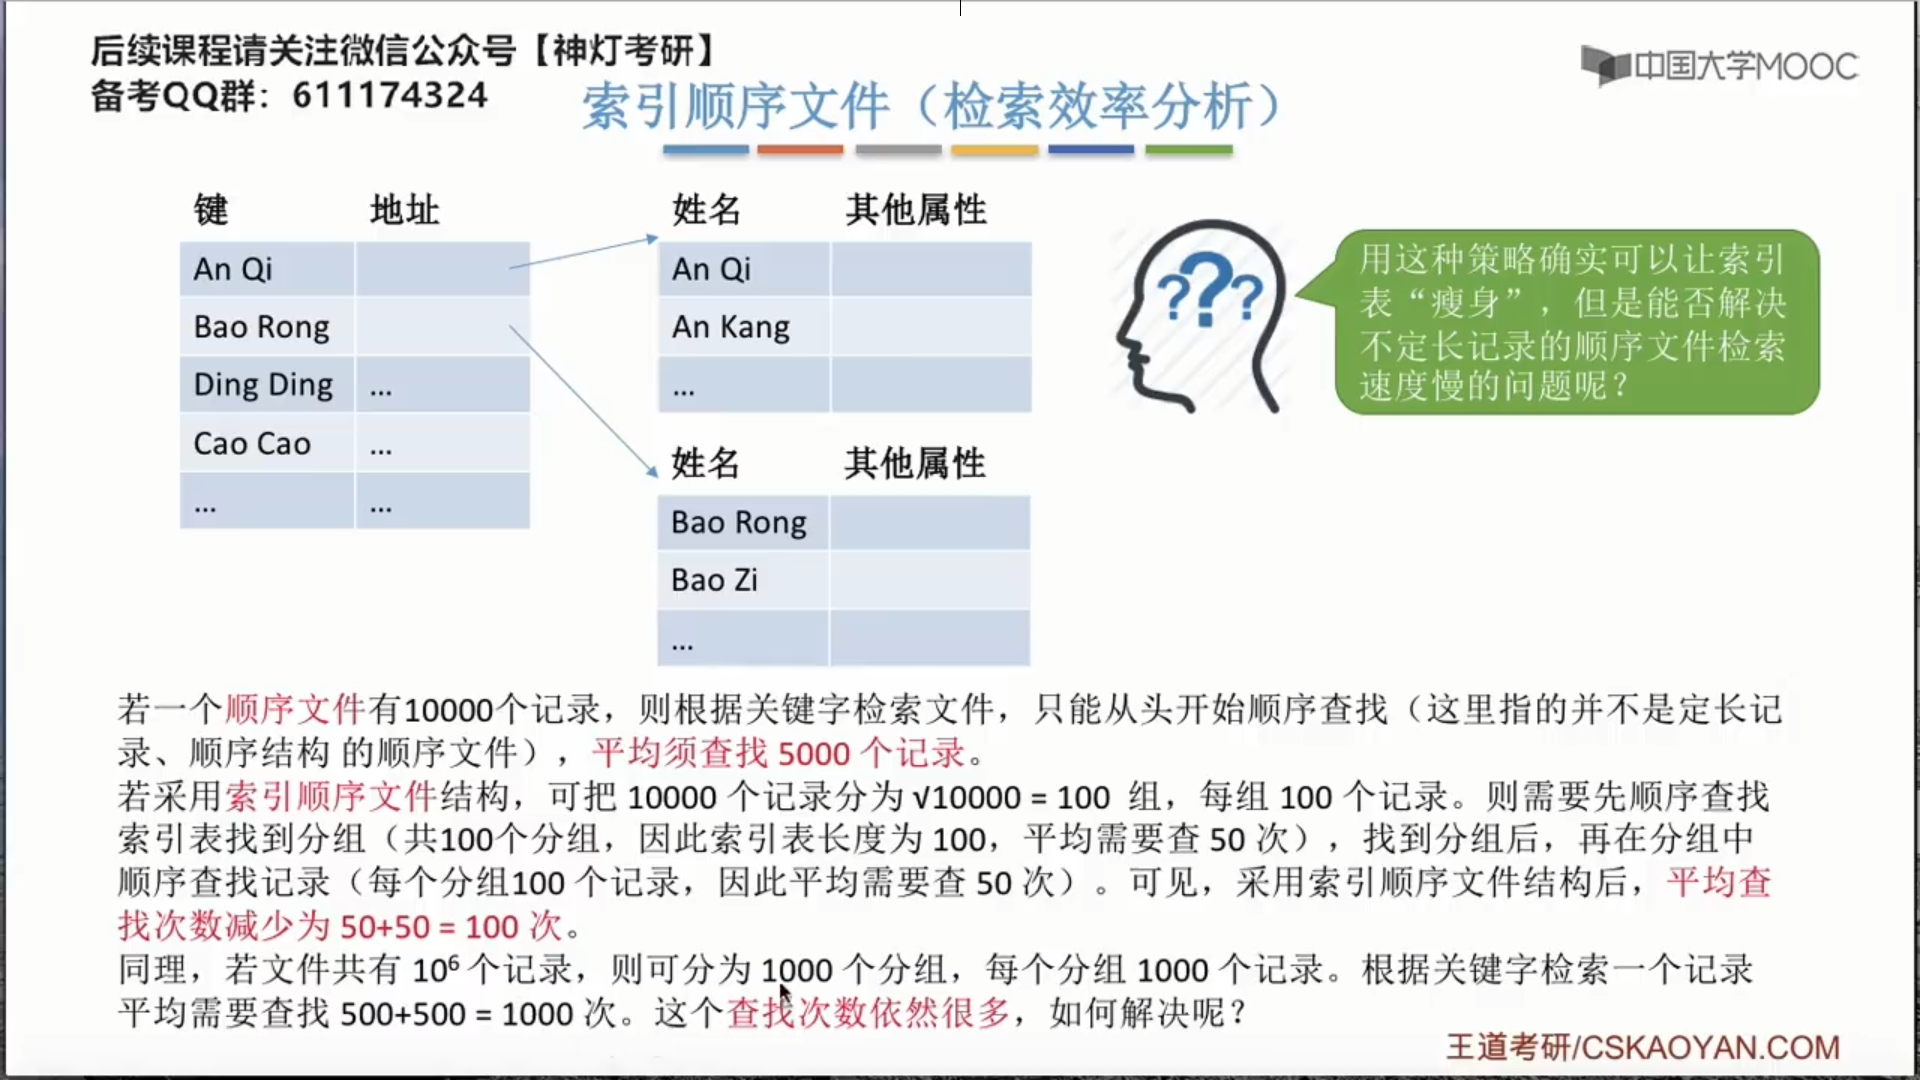 后续课程请关注微信公众号【神灯考研】
备考QQ群：611174324
中国大学MOOC
索引顺序文件（检索效率分析）
键 地址
An Qi
Bao Rong
Ding Ding ...
Cao Cao ...
... ...
姓名 其他属性
An Qi
An Kang
...
姓名 其他属性
Bao Rong
Bao Zi
...
???
用这种策略确实可以让索引
表“瘦身”，但是能否解决
不定长记录的顺序文件检索
速度慢的问题呢？
若一个顺序文件有10000个记录，则根据关键字检索文件，只能从头开始顺序查找（这里指的并不是定长记
录、顺序结构 的顺序文件），平均须查找 5000 个记录。
若采用索引顺序文件结构，可把 10000 个记录分为 √10000 = 100 组，每组 100 个记录。则需要先顺序查找
索引表找到分组（共100个分组，因此索引表长度为 100，平均需要查 50 次），找到分组后，再在分组中
顺序查找记录（每个分组100 个记录，因此平均需要查 50 次）。可见，采用索引顺序文件结构后，平均查
找次数减少为 50+50 = 100 次。
同理，若文件共有 10⁶ 个记录，则可分为 1000 个分组，每个分组 1000 个记录。根据关键字检索一个记录
平均需要查找 500+500 = 1000 次。这个查找次数依然很多，如何解决呢？
王道考研/CSKAOYAN.COM